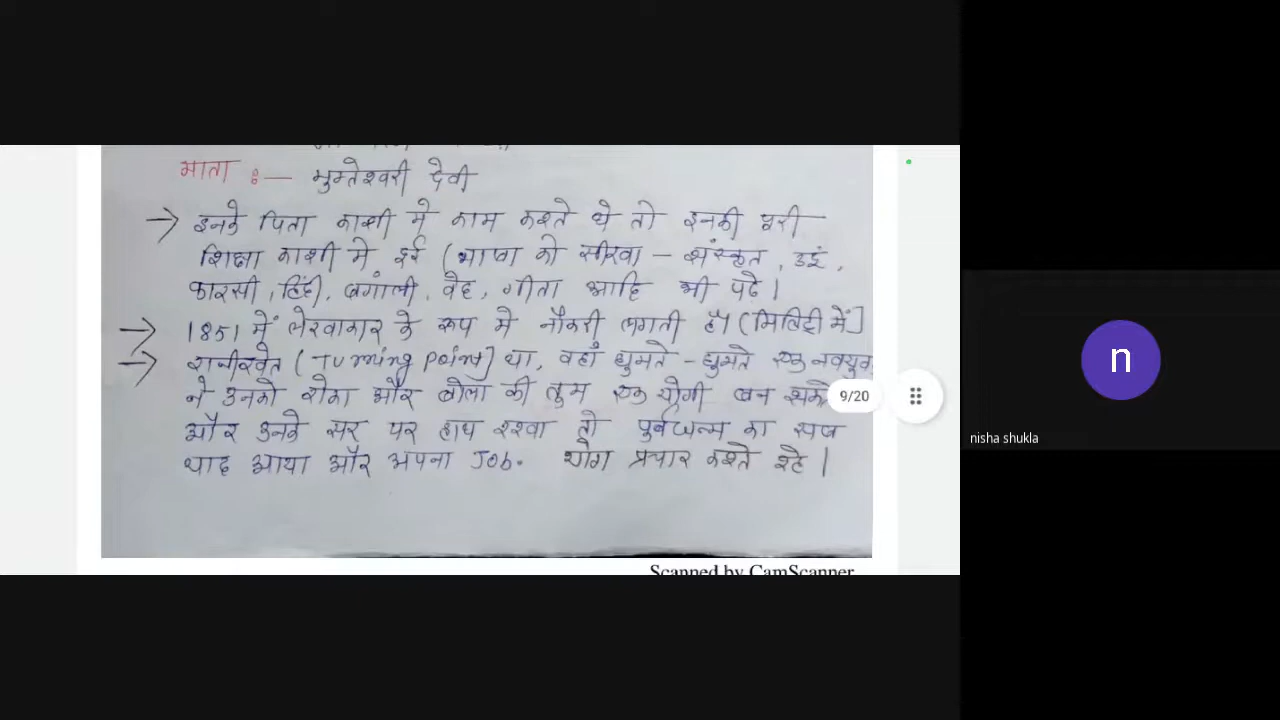 माता :— मुक्तेश्वरी देवी
→ इनके पिता काशी मे काम करते थे तो इनकी पूरी
शिक्षा काशी मे हुई (भाषा को सीखा – संस्कृत, उर्दू,
फारसी, हिंदी, बगांली, वेद, गीता आदि भी पढे।
→ 1851 में लेखाकार के रूप मे नौकरी लगती है। (मिलिट्री में]
→ रानीखेत (Turning point) था, वहाँ घुमते - घुमते एक नवयुव
ने उनको रोका और बोला की तुम एक योगी बन सकते
9/20
और उनके सर पर हाथ रखा तो पुर्वजन्म का सब
याद आया और अपना Job. योग प्रचार करते रहे।
Scanned by CamScanner
n
nisha shukla